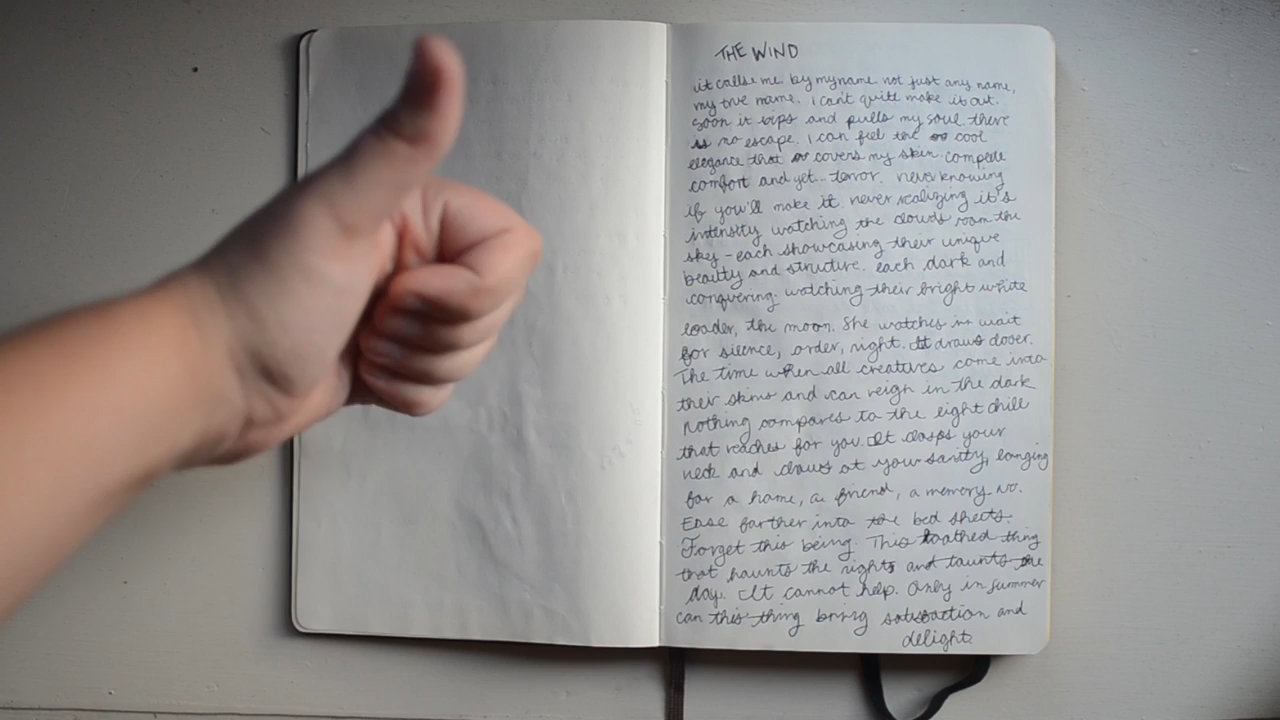 THE WIND
it calls me by my name not just any name,
my true mame. I can't quite make it out.
Soon it rips and pulls my soul. there
is no escape. I can feel the cool
elegance that covers my skin. complete
comfort and yet... terror. never knowing
if you'll make it. never realizing it's
intensity watching the clouds roam the
sky - each showcasing their unique
beauty and structure. each dark and
conquering. watching their bright white
leader, the moon. She watches in wait
for silence, order, night. It draws closer.
The time when all creatures come into
their skins and can reign in the dark
nothing compares to the eight chill
that reaches for you. It clasps your
neck and claws at your sanity, longing
for a home, a friend, a memory no.
Ease farther into the bed sheets.
Forget this being. This loathed thing
that haunts the nights and taunts the
day. It cannot help. Only in summer
can this thing bring satisfaction and
delight.